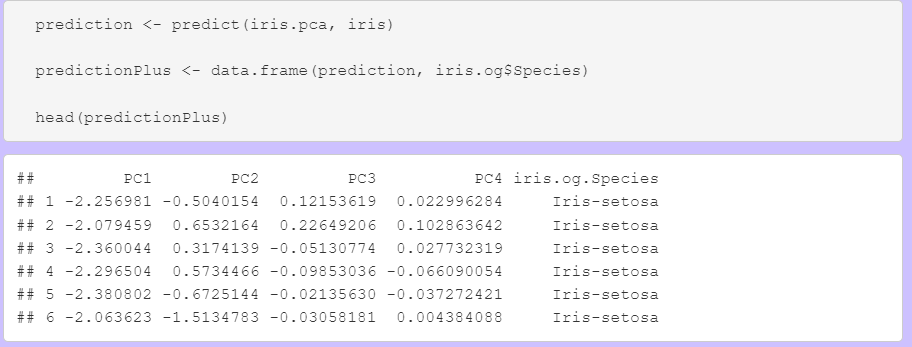 prediction <- predict(iris.pca, iris)
predictionPlus <- data.frame(prediction, iris.og$Species)
head(predictionPlus)
## PC1 PC2 PC3 PC4 iris.og.Species
## 1 -2.256981 -0.5040154 0.12153619 0.022996284 Iris-setosa
## 2 -2.079459 0.6532164 0.22649206 0.102863642 Iris-setosa
## 3 -2.360044 0.3174139 -0.05130774 0.027732319 Iris-setosa
## 4 -2.296504 0.5734466 -0.09853036 -0.066090054 Iris-setosa
## 5 -2.380802 -0.6725144 -0.02135630 -0.037272421 Iris-setosa
## 6 -2.063623 -1.5134783 -0.03058181 0.004384088 Iris-setosa